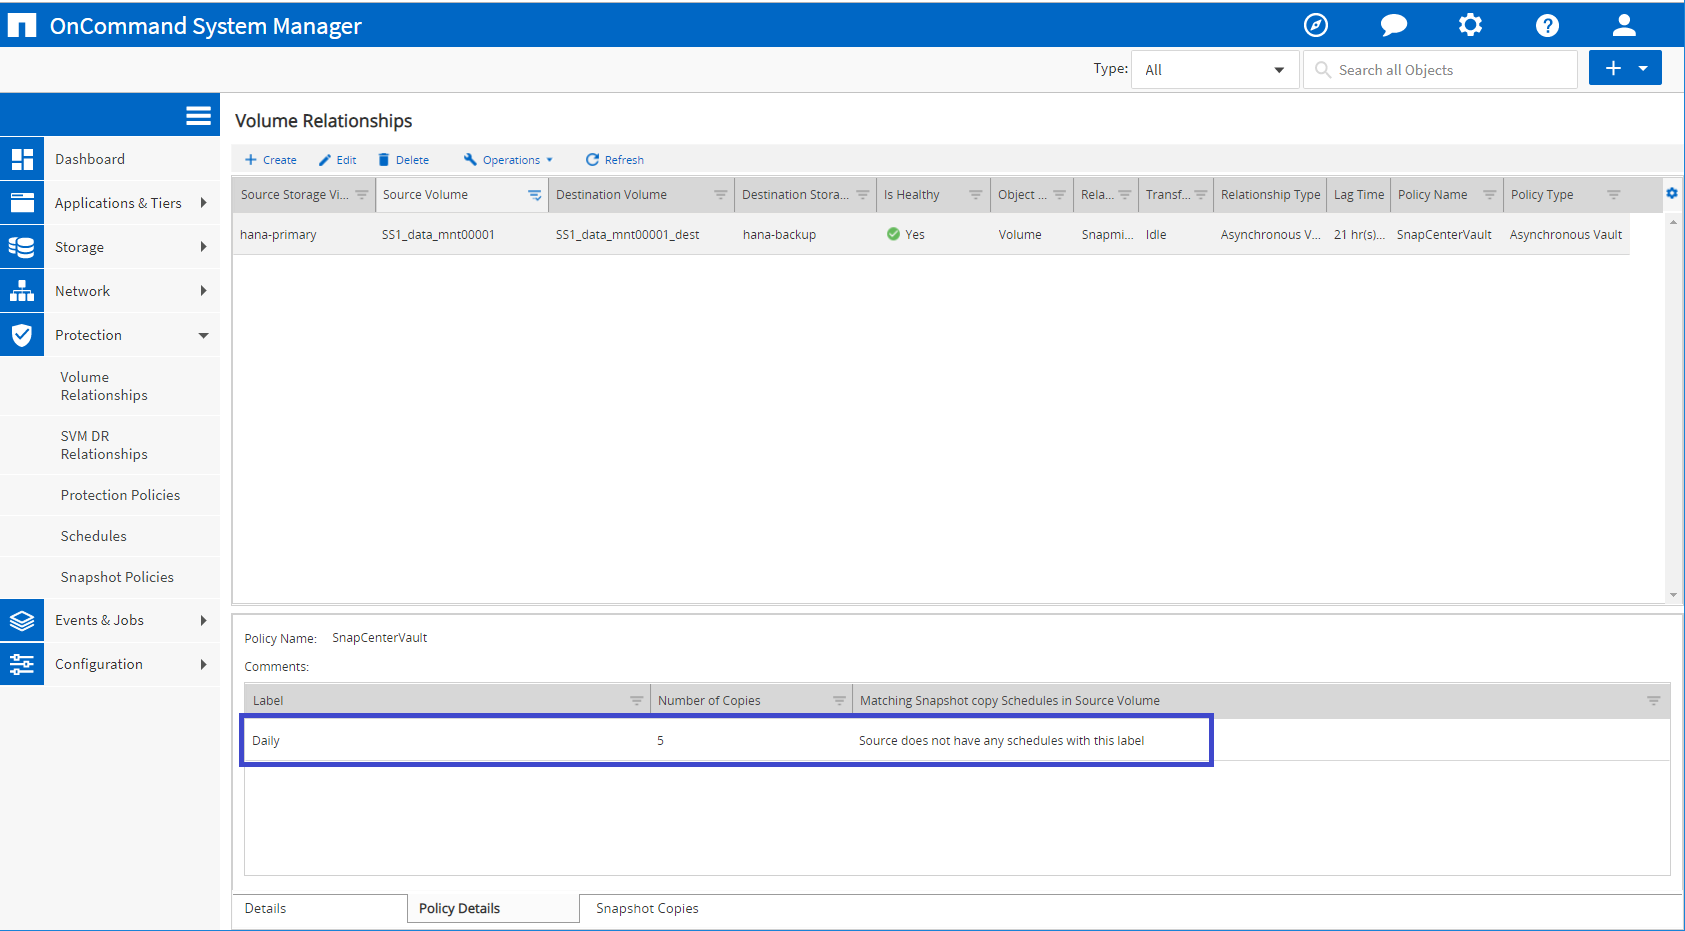 OnCommand System Manager
Type: All Search all Objects
Volume Relationships
Create Edit Delete Operations Refresh
Source Storage Vi... Source Volume Destination Volume Destination Stora... Is Healthy Object ... Rela... Transf... Relationship Type Lag Time Policy Name Policy Type
hana-primary SS1_data_mnt00001 SS1_data_mnt00001_dest hana-backup Yes Volume Snapmi... Idle Asynchronous V... 21 hr(s)... SnapCenterVault Asynchronous Vault
Dashboard
Applications & Tiers
Storage
Network
Protection
Volume
Relationships
SVM DR
Relationships
Protection Policies
Schedules
Snapshot Policies
Events & Jobs
Configuration
Policy Name: SnapCenterVault
Comments:
Label Number of Copies Matching Snapshot copy Schedules in Source Volume
Daily 5 Source does not have any schedules with this label
Details Policy Details Snapshot Copies